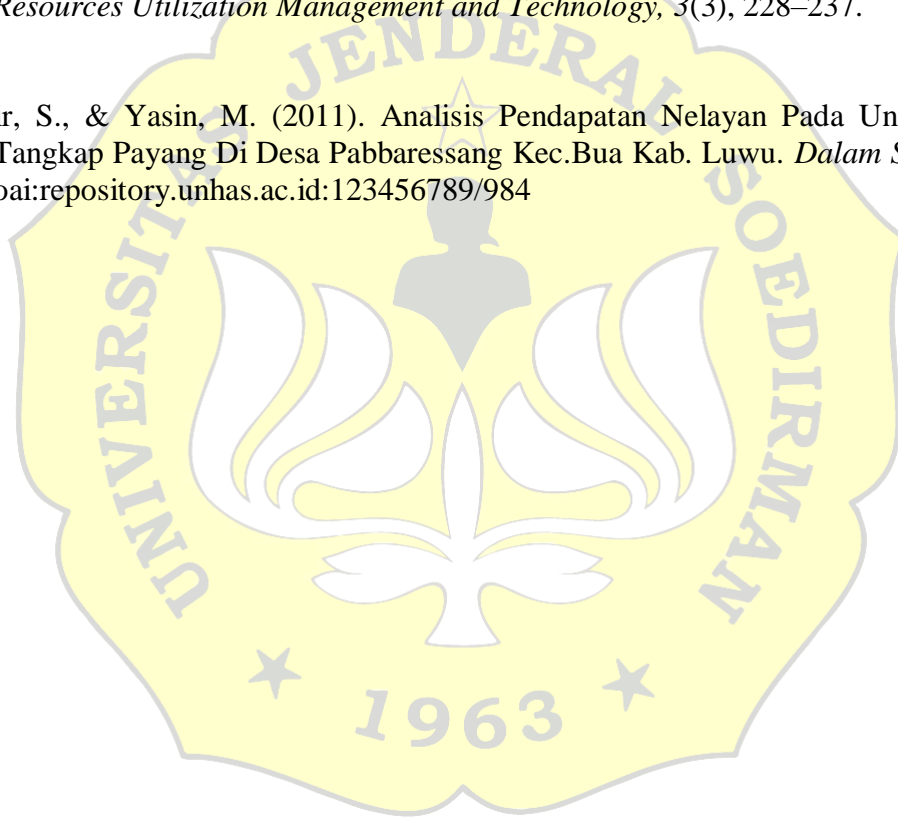 Resources Utilization Management and Technology, 3(3), 228–237.
r, S., & Yasin, M. (2011). Analisis Pendapatan Nelayan Pada Un
Tangkap Payang Di Desa Pabbaressang Kec.Bua Kab. Luwu. Dalam S
oai:repository.unhas.ac.id:123456789/984
UNIVERSITAS JENDERAL SOEDIRMAN
1963